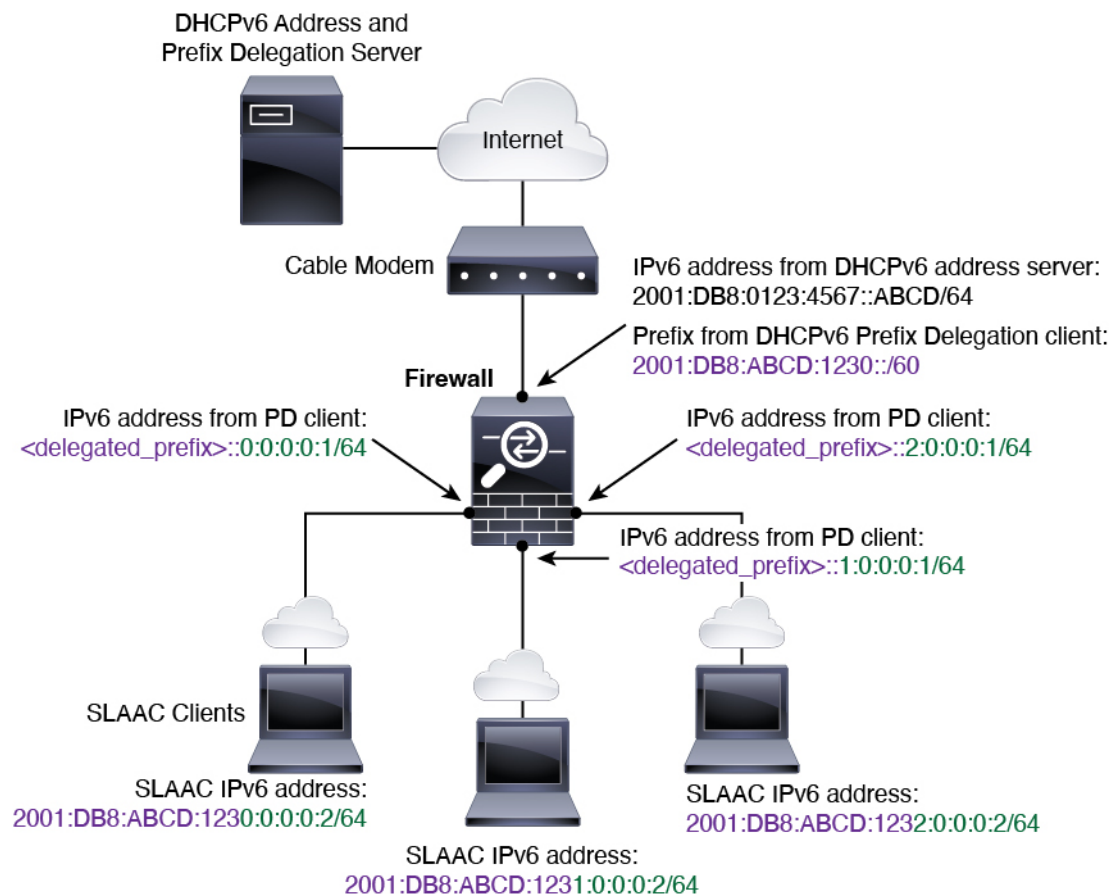 DHCPv6 Address and
Prefix Delegation Server
Internet
Cable Modem
IPv6 address from DHCPv6 address server:
2001:DB8:0123:4567::ABCD/64
Prefix from DHCPv6 Prefix Delegation client:
2001:DB8:ABCD:1230::/60
Firewall
IPv6 address from PD client:
<delegated_prefix>::0:0:0:0:1/64
IPv6 address from PD client:
<delegated_prefix>::2:0:0:0:1/64
IPv6 address from PD client:
<delegated_prefix>::1:0:0:0:1/64
SLAAC Clients
SLAAC IPv6 address:
2001:DB8:ABCD:1230:0:0:0:2/64
SLAAC IPv6 address:
2001:DB8:ABCD:1231:0:0:0:2/64
SLAAC IPv6 address:
2001:DB8:ABCD:1232:0:0:0:2/64